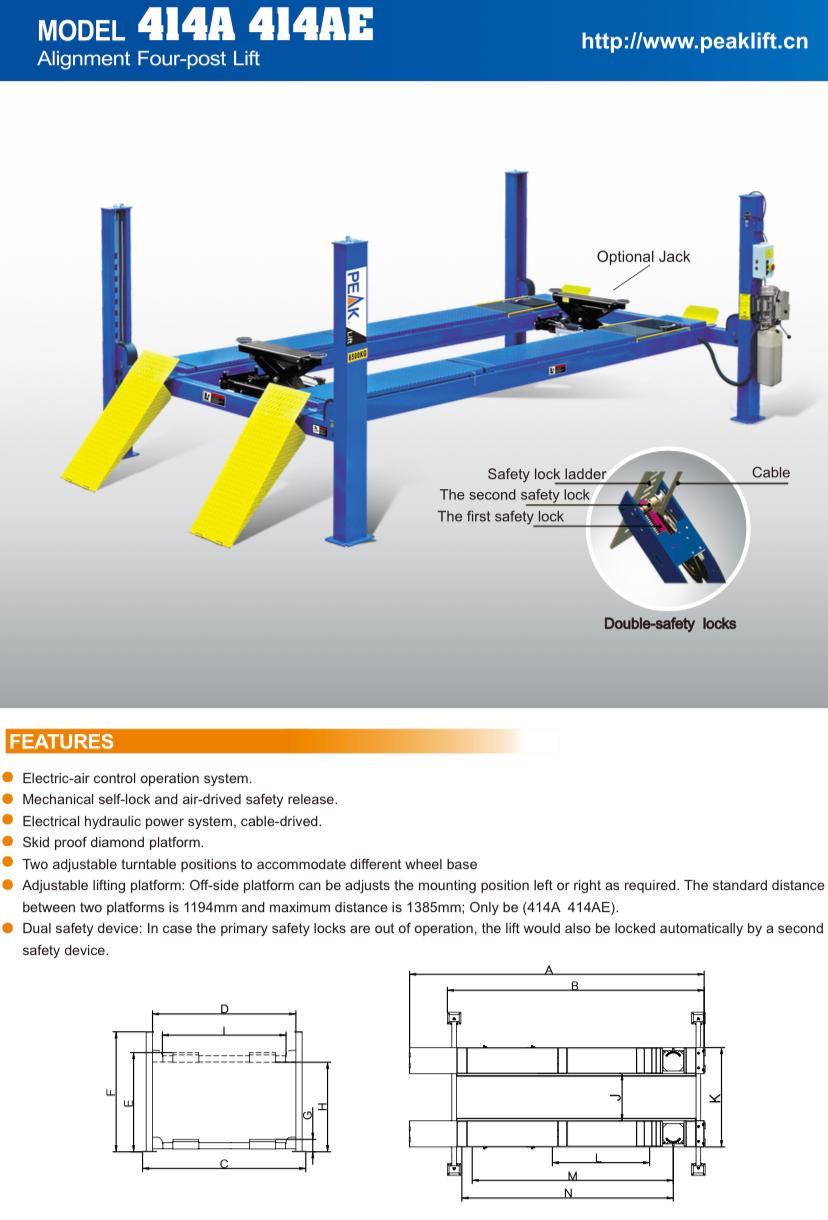 MODEL 414A 414AE
Alignment Four-post Lift
http://www.peaklift.cn
Optional Jack
PEAK
Lift
6500KG
Safety lock ladder
Cable
The second safety lock
The first safety lock
Double-safety locks
FEATURES
Electric-air control operation system.
Mechanical self-lock and air-drived safety release.
Electrical hydraulic power system, cable-drived.
Skid proof diamond platform.
Two adjustable turntable positions to accommodate different wheel base
Adjustable lifting platform: Off-side platform can be adjusts the mounting position left or right as required. The standard distance
between two platforms is 1194mm and maximum distance is 1385mm; Only be (414A 414AE).
Dual safety device: In case the primary safety locks are out of operation, the lift would also be locked automatically by a second
safety device.
A
B
D
I
F
E
G
H
C
J
K
L
M
N